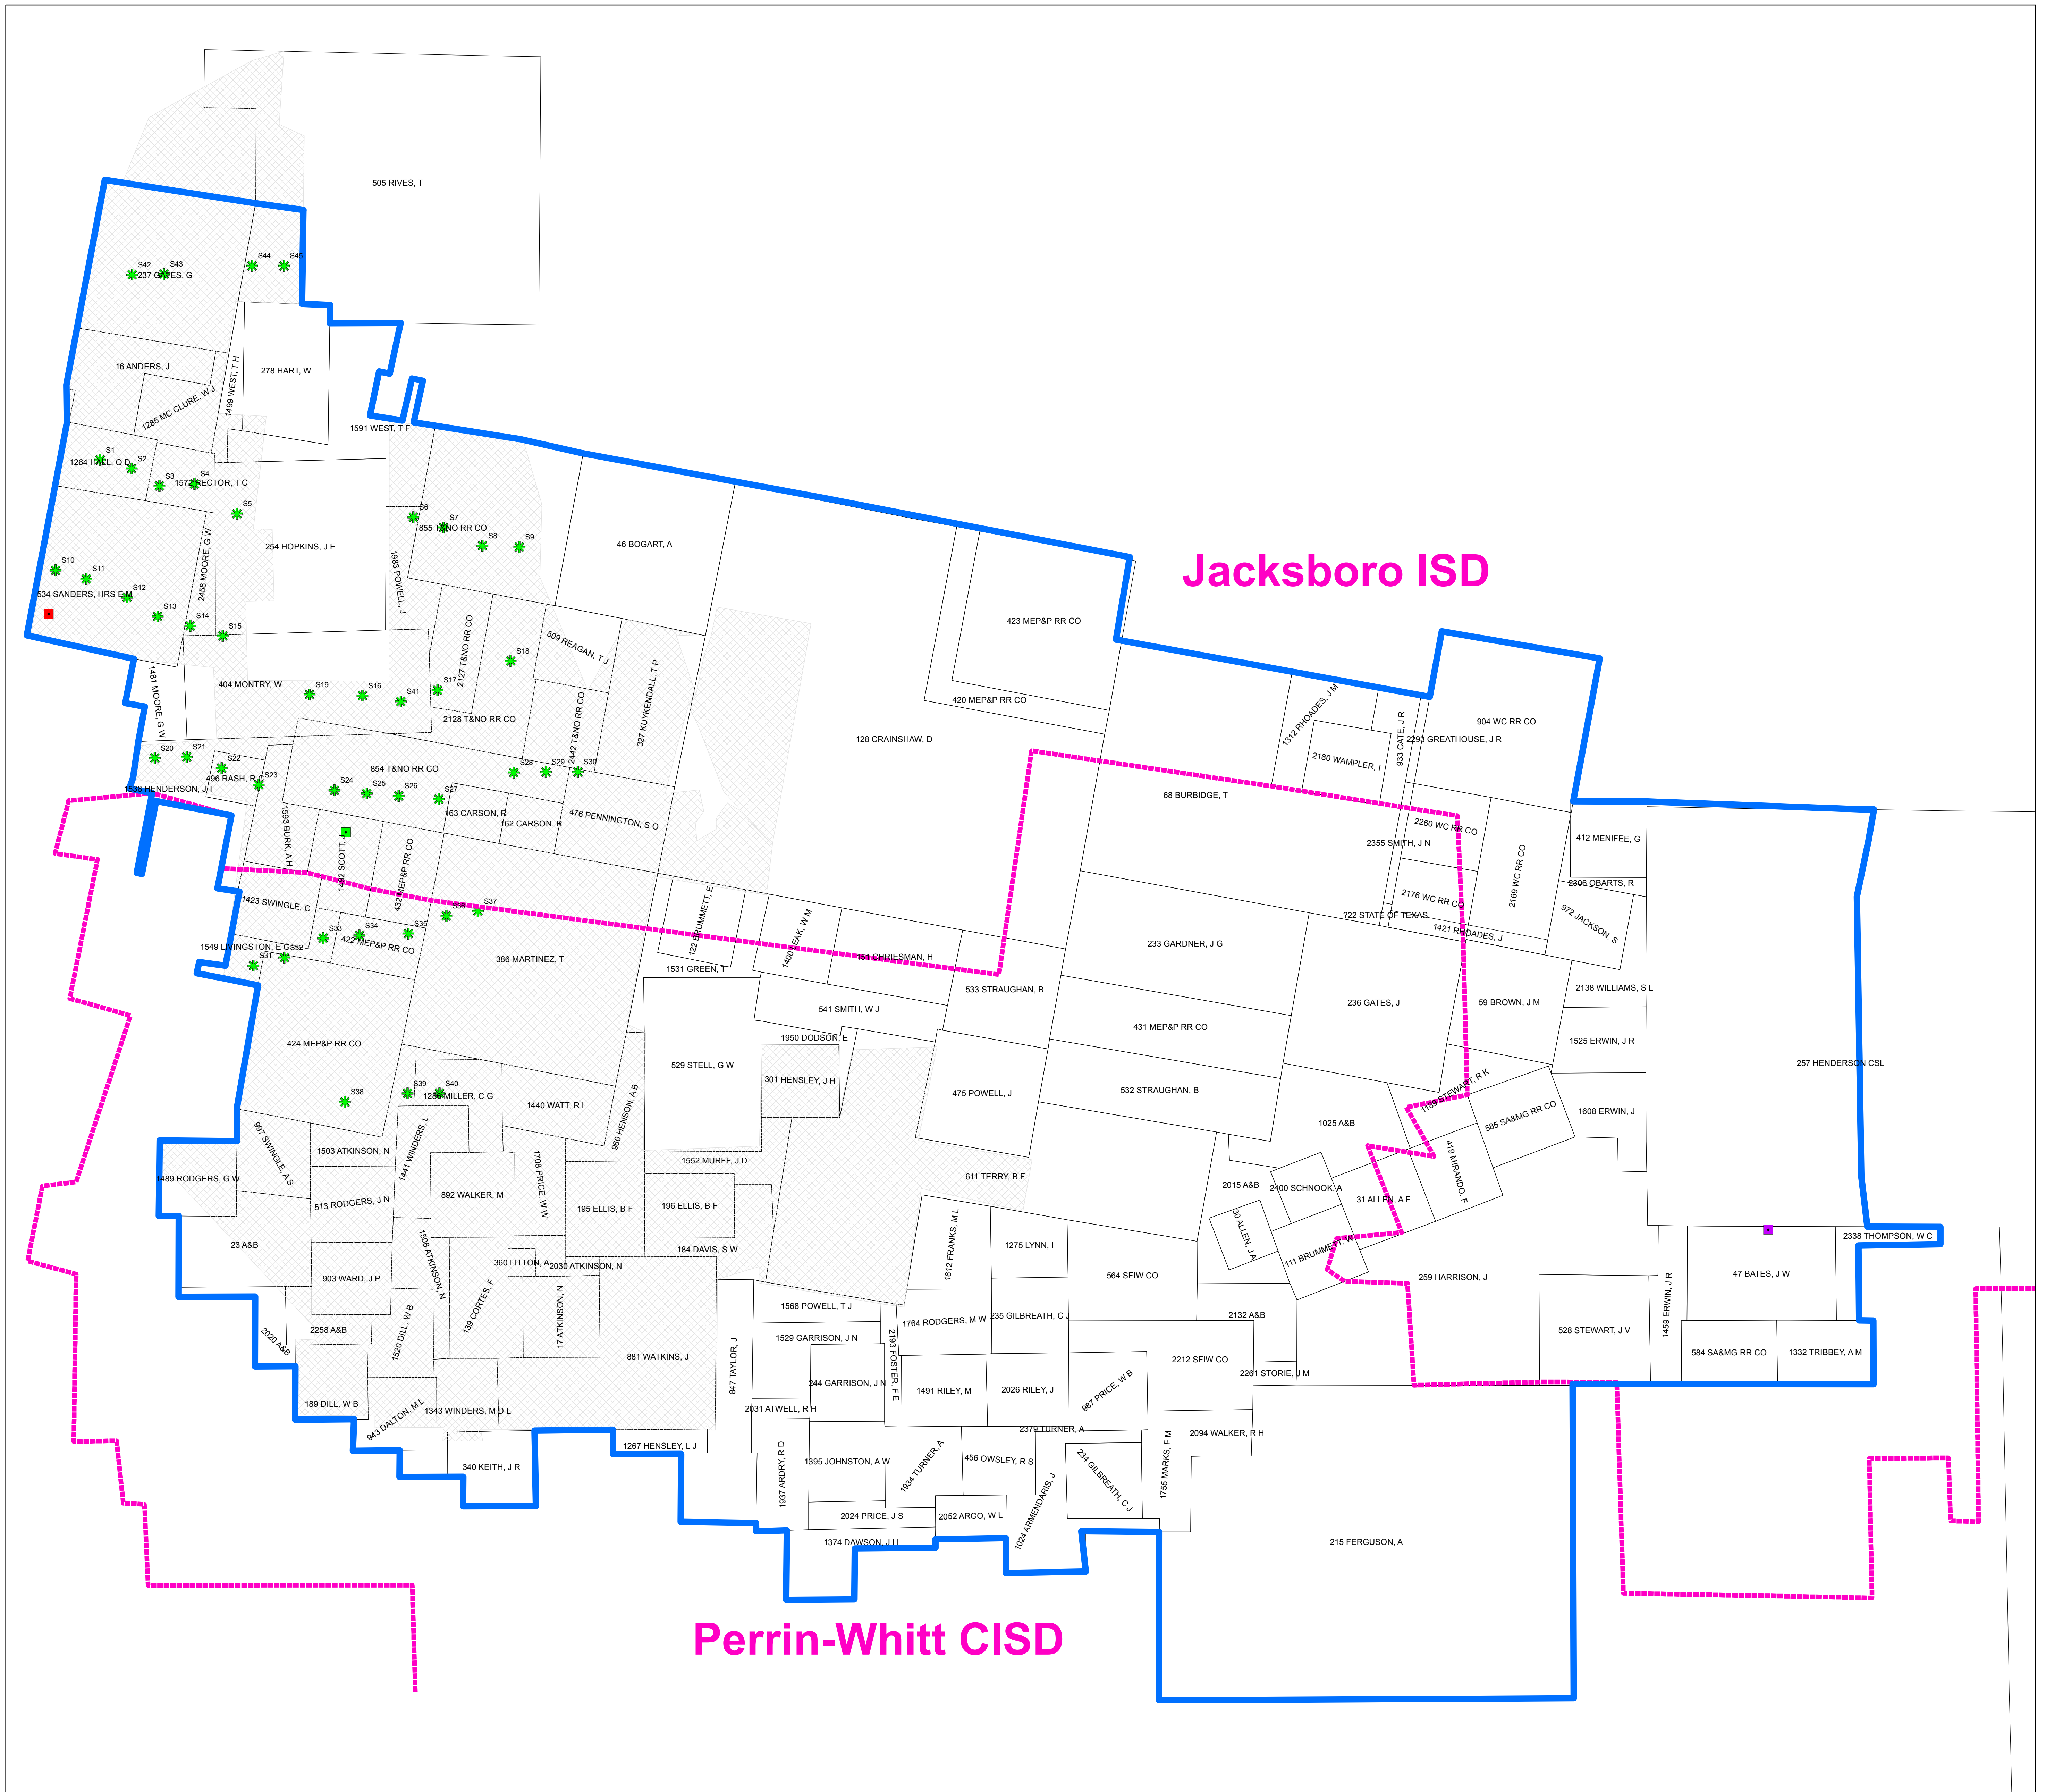 505 RIVES, T
S44
S45
S42
S43
237 GATES, G
16 ANDERS, J
1285 MC CLURE, W J
1499 WEST, T H
278 HART, W
1591 WEST, T F
S1
S2
1264 HALL, Q D
S3
S4
1572 RECTOR, T C
S5
254 HOPKINS, J E
2458 MOORE, G W
1983 POWELL, J
S6
S7
855 T&NO RR CO
S8
S9
46 BOGART, A
Jacksboro ISD
S10
S11
S12
534 SANDERS, HRS E M
S13
S14
S15
423 MEP&P RR CO
420 MEP&P RR CO
128 CRAINSHAW, D
509 REAGAN, T J
2127 T&NO RR CO
S18
327 KUYKENDALL, T P
404 MONTRY, W
S19
S16
S41
S17
2128 T&NO RR CO
2442 T&NO RR CO
1481 MOORE, G W
1312 RHOADES, J M
933 CATE, J R
904 WC RR CO
2293 GREATHOUSE, J R
2180 WAMPLER, I
S20
S21
S22
S23
496 RASH, R C
1538 HENDERSON, J T
854 T&NO RR CO
S24
S25
S26
S27
S28
S29
S30
68 BURBIDGE, T
163 CARSON, R
162 CARSON, R
476 PENNINGTON, S O
1593 BURK, A H
1492 SCOTT, J
432 MEP&P RR CO
2260 WC RR CO
2355 SMITH, J N
412 MENIFEE, G
2306 OBARTS, R
2169 WC RR CO
2176 WC RR CO
?22 STATE OF TEXAS
1421 RHOADES, J
972 JACKSON, S
1423 SWINGLE, C
S36
S37
S33
S34
S35
422 MEP&P RR CO
1549 LIVINGSTON, E G
S32
S31
122 BRUMMETT, E
1400 LEAK, W M
151 CHRIESMAN, H
233 GARDNER, J G
386 MARTINEZ, T
1531 GREEN, T
533 STRAUGHAN, B
236 GATES, J
59 BROWN, J M
2138 WILLIAMS, S L
541 SMITH, W J
431 MEP&P RR CO
424 MEP&P RR CO
1950 DODSON, E
1525 ERWIN, J R
529 STELL, G W
301 HENSLEY, J H
257 HENDERSON CSL
475 POWELL, J
532 STRAUGHAN, B
S38
S39
S40
1286 MILLER, C G
1440 WATT, R L
960 HENSON, A B
1189 STEWART, R K
585 SA&MG RR CO
1608 ERWIN, J
1025 A&B
997 SWINGLE, A S
1503 ATKINSON, N
1441 WINDERS, L
1708 PRICE, W W
1552 MURFF, J D
419 MIRANDO, F
1489 RODGERS, G W
892 WALKER, M
611 TERRY, B F
513 RODGERS, J N
195 ELLIS, B F
196 ELLIS, B F
2015 A&B
2400 SCHNOOK, A
31 ALLEN, A F
30 ALLEN, J A
111 BRUMMETT, W
23 A&B
1506 ATKINSON, N
184 DAVIS, S W
360 LITTON, A
2030 ATKINSON, N
903 WARD, J P
139 CORTES, F
17 ATKINSON, N
1612 FRANKS, M L
1275 LYNN, I
564 SFIW CO
259 HARRISON, J
2338 THOMPSON, W C
47 BATES, J W
1568 POWELL, T J
1764 RODGERS, M W
235 GILBREATH, C J
2132 A&B
528 STEWART, J V
1459 ERWIN, J R
2020 A&B
2258 A&B
1520 DILL, W B
881 WATKINS, J
847 TAYLOR, J
1529 GARRISON, J N
2193 FOSTER, F E
2212 SFIW CO
2261 STORIE, J M
584 SA&MG RR CO
1332 TRIBBEY, A M
244 GARRISON, J N
1491 RILEY, M
2026 RILEY, J
987 PRICE, W B
189 DILL, W B
943 DALTON, M L
1343 WINDERS, M D L
2031 ATWELL, R H
2379 TURNER, A
2094 WALKER, R H
1267 HENSLEY, L J
1937 ARDRY, R D
1395 JOHNSTON, A W
1934 TURNER, A
456 OWSLEY, R S
234 GILBREATH, C J
1755 MARKS, F M
340 KEITH, J R
2024 PRICE, J S
2052 ARGO, W L
1024 ARMENDARIS, J
1374 DAWSON, J H
215 FERGUSON, A
Perrin-Whitt CISD